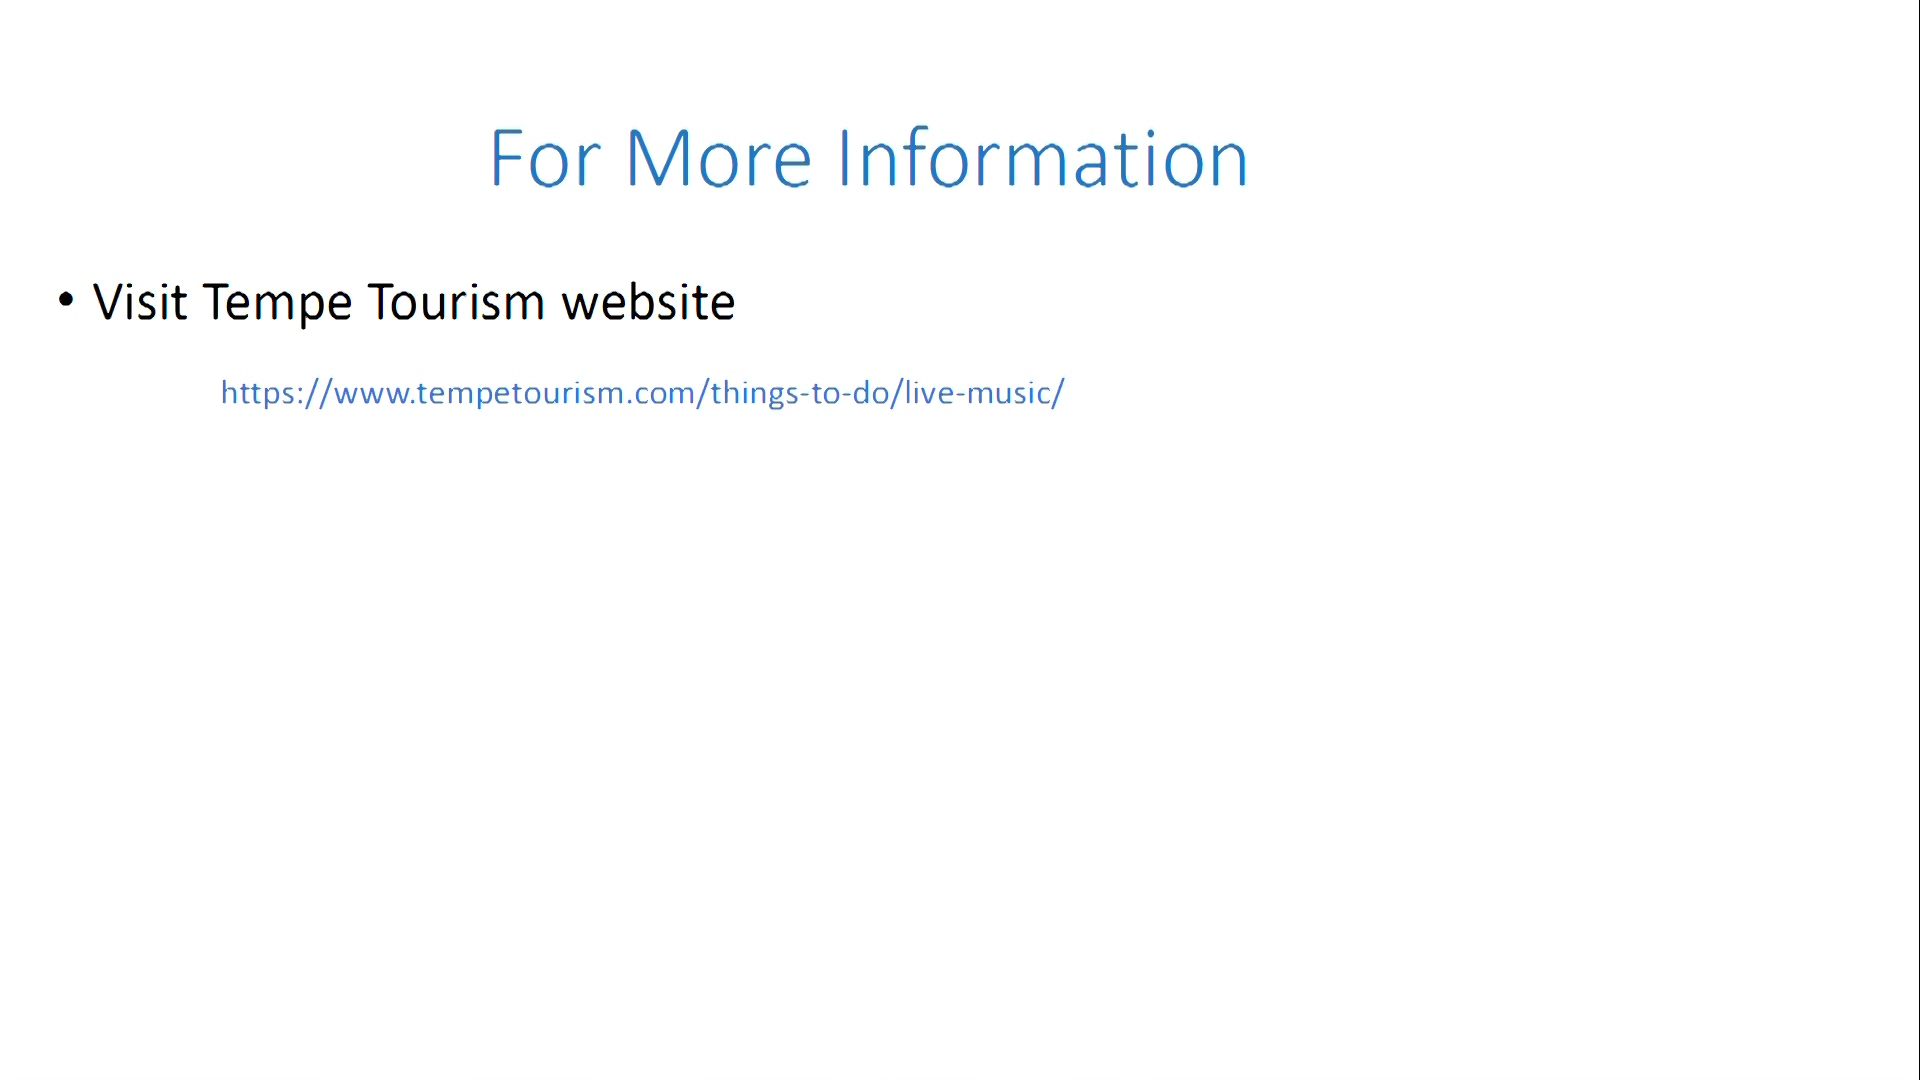 For More Information
• Visit Tempe Tourism website
https://www.tempetourism.com/things-to-do/live-music/